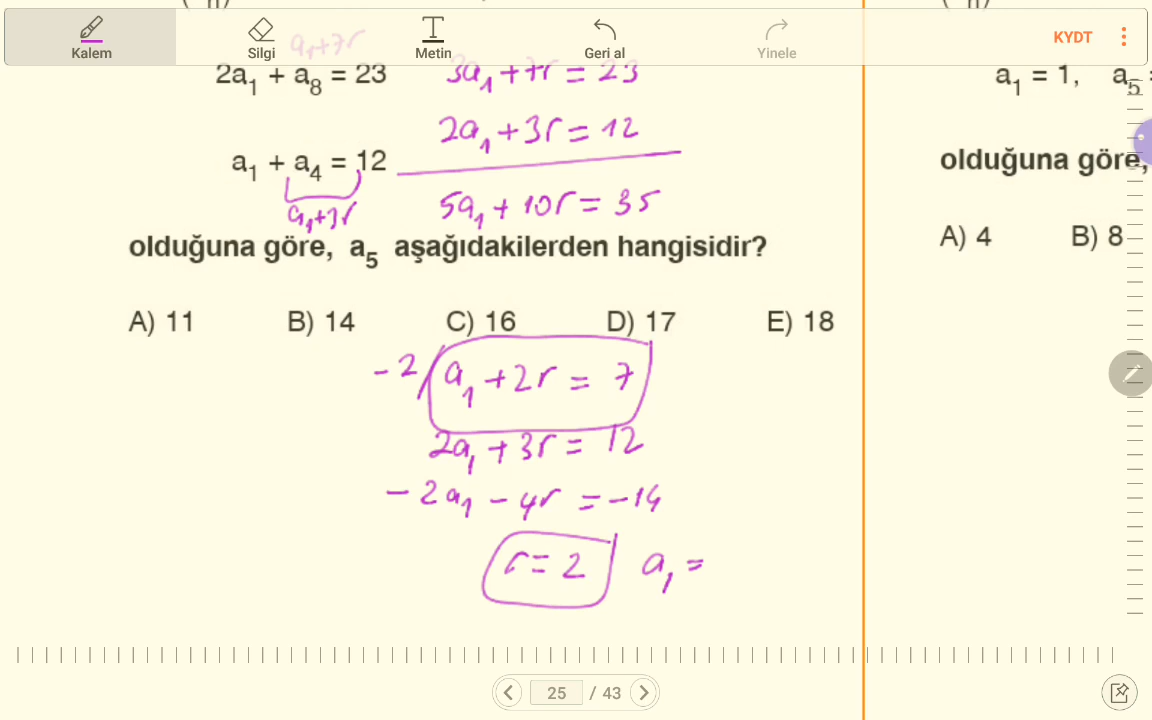 Kalem Silgi Metin Geri al Yinele KYDT
a₁+7r
2a₁ + a₈ = 23 3a₁+7r = 23
2a₁+3r = 12
a₁ + a₄ = 12
a₁+3r
5a₁+10r = 35
olduğuna göre, a₅ aşağıdakilerden hangisidir?
A) 11 B) 14 C) 16 D) 17 E) 18
-2/ a₁+2r = 7
2a₁+3r = 12
-2a₁-4r = -14
r=2 a₁ =
a₁ = 1, a₅
olduğuna göre,
A) 4 B) 8
25 / 43